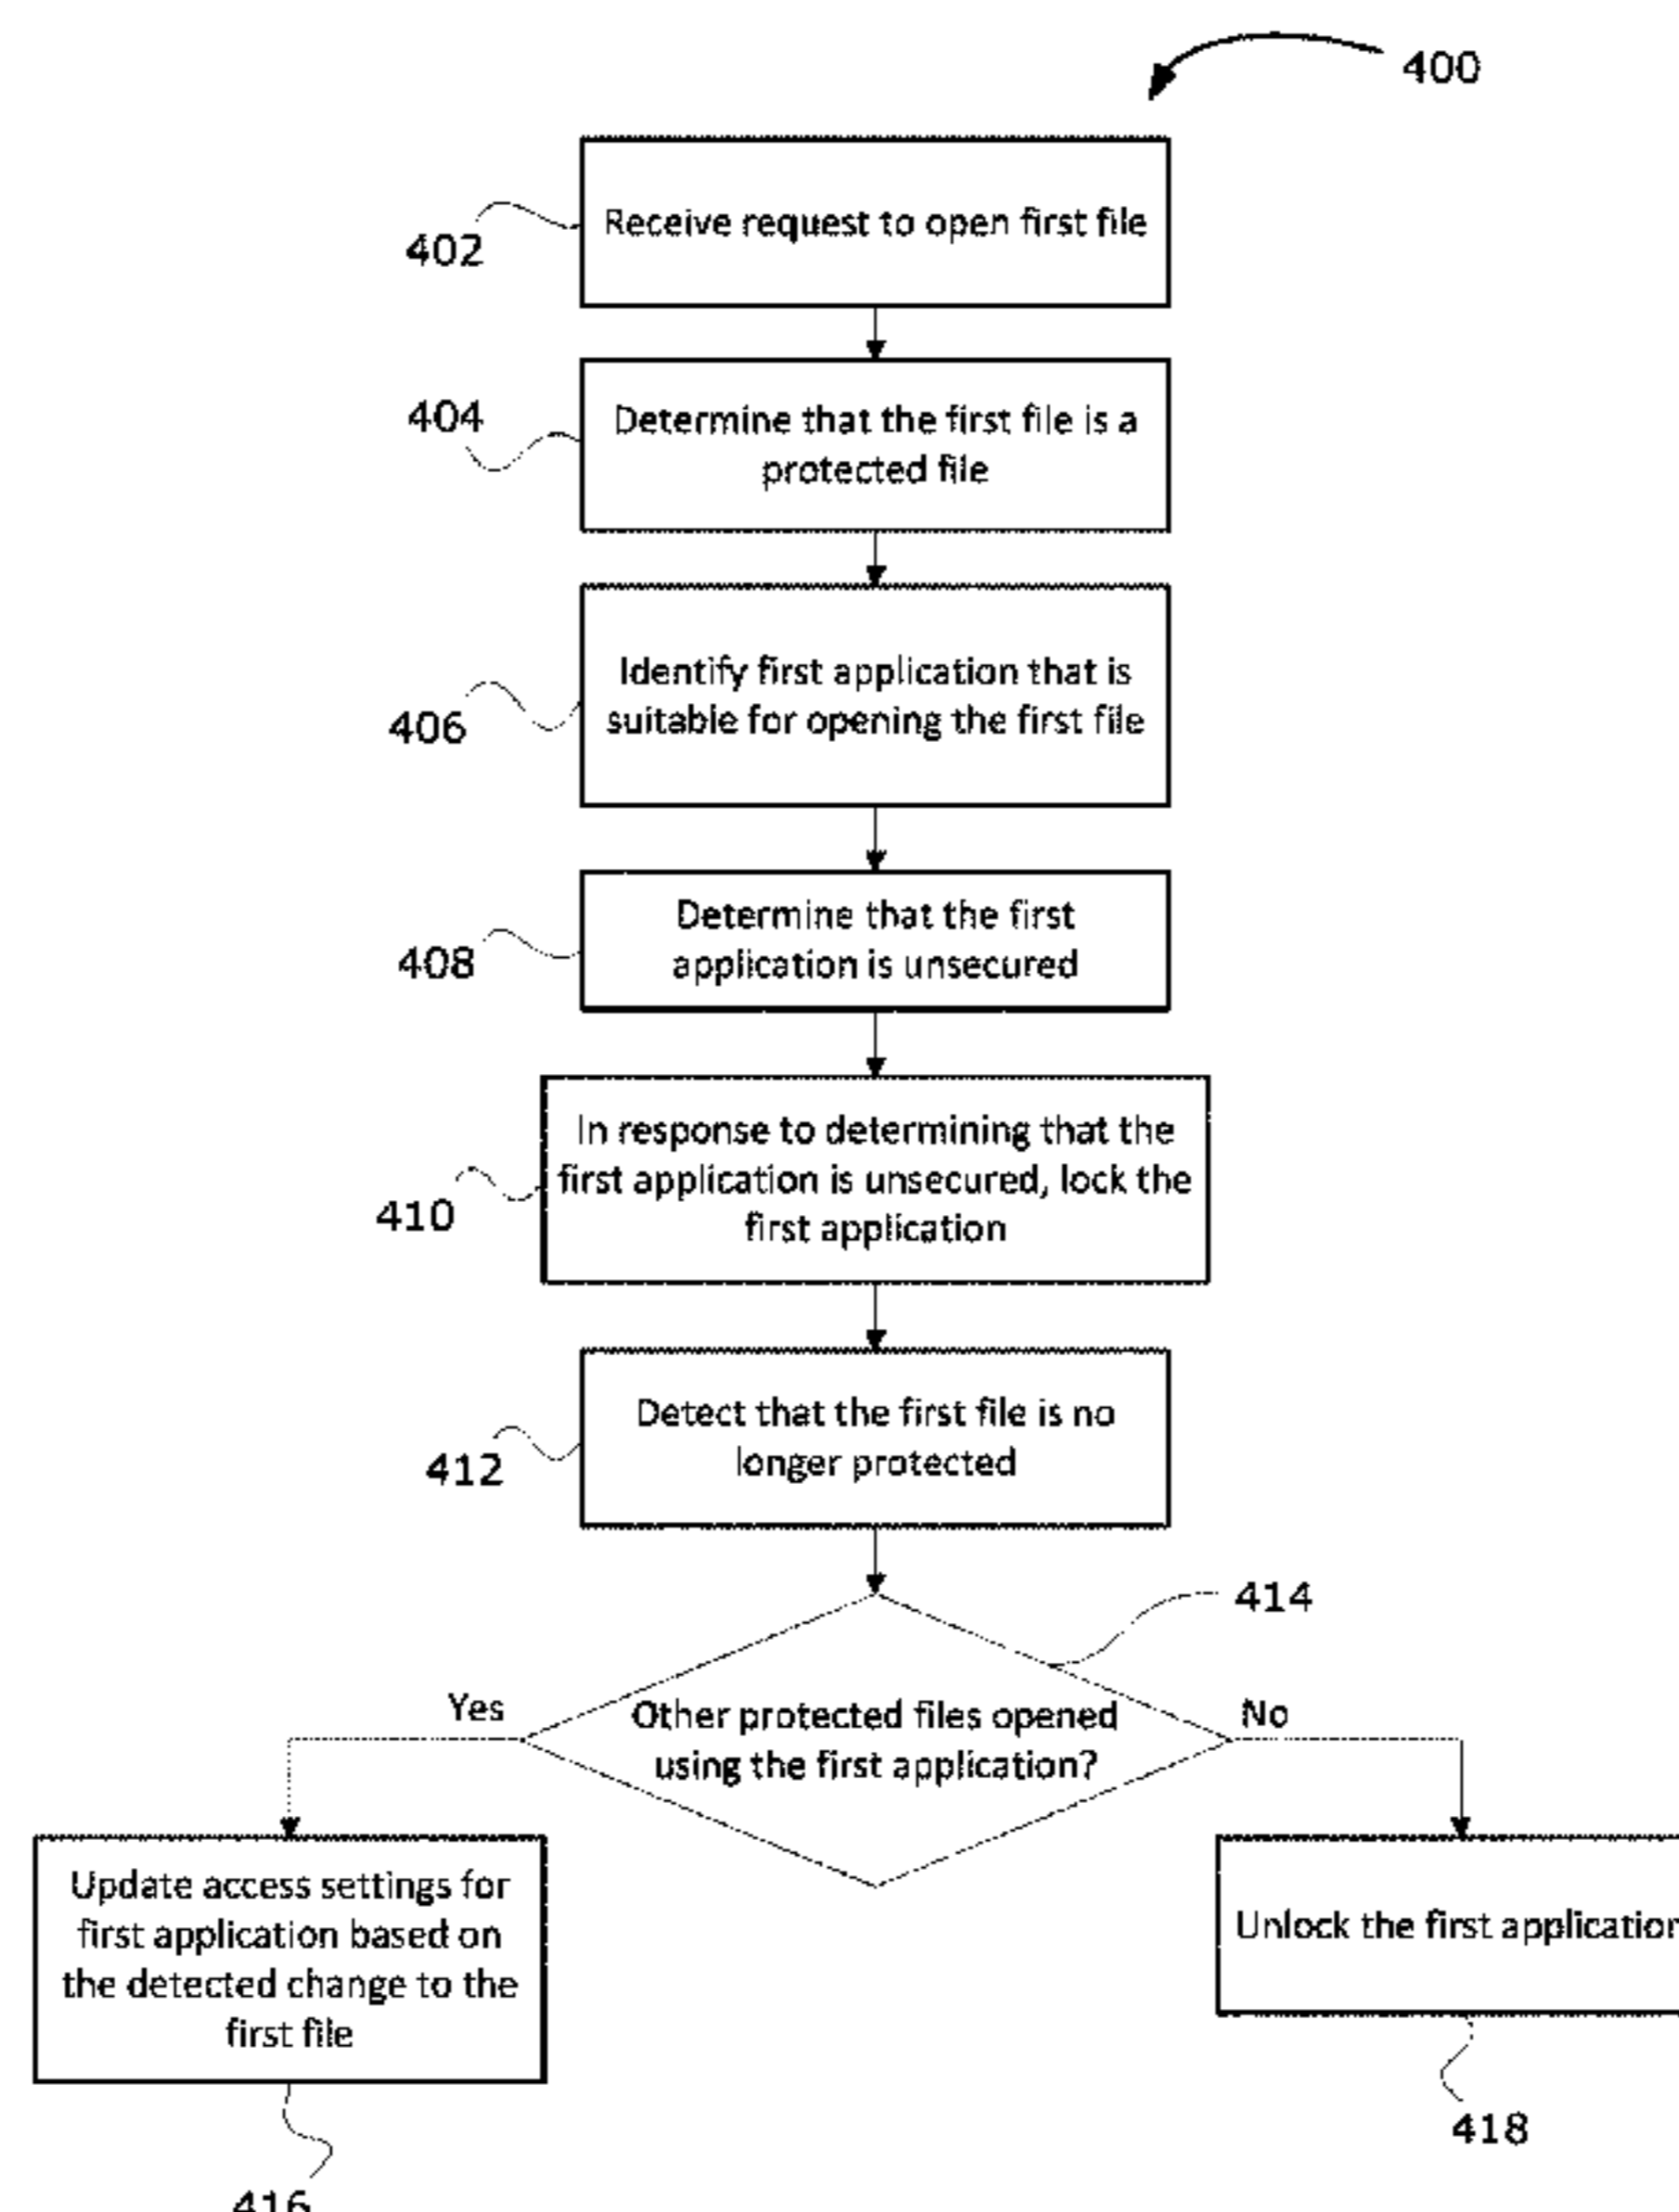 400
Receive request to open first file
402
404
Determine that the first file is a
protected file
Identify first application that is
suitable for opening the first file
406
Determine that the first
application is unsecured
408
In response to determining that the
first application is unsecured, lock the
first application
410
Detect that the first file is no
longer protected
412
414
Yes
Other protected files opened
using the first application?
No
Update access settings for
first application based on
the detected change to the
first file
Unlock the first application
418
416